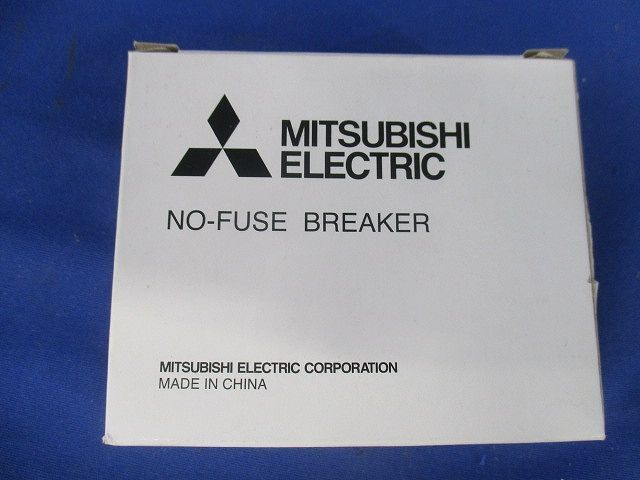 MITSUBISHI
ELECTRIC
NO-FUSE BREAKER
MITSUBISHI ELECTRIC CORPORATION
MADE IN CHINA